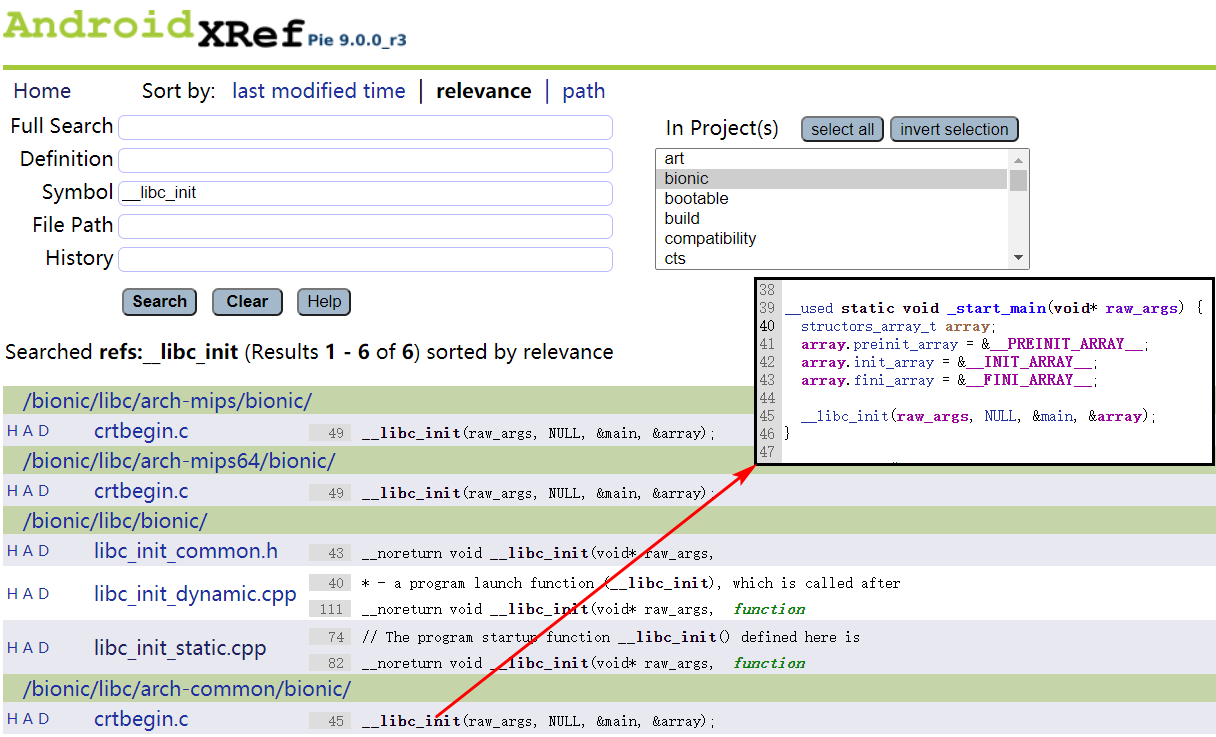 Android XRef Pie 9.0.0_r3
Home Sort by: last modified time | relevance | path
Full Search
Definition
Symbol __libc_init
File Path
History
Search Clear Help
In Project(s) select all invert selection
art
bionic
bootable
build
compatibility
cts
Searched refs:__libc_init (Results 1 - 6 of 6) sorted by relevance
/bionic/libc/arch-mips/bionic/
H A D crtbegin.c 49 __libc_init(raw_args, NULL, &main, &array);
/bionic/libc/arch-mips64/bionic/
H A D crtbegin.c 49 __libc_init(raw_args, NULL, &main, &array);
/bionic/libc/bionic/
H A D libc_init_common.h 43 __noreturn void __libc_init(void* raw_args,
H A D libc_init_dynamic.cpp 40 * - a program launch function (__libc_init), which is called after
111 __noreturn void __libc_init(void* raw_args, function
H A D libc_init_static.cpp 74 // The program startup function __libc_init() defined here is
82 __noreturn void __libc_init(void* raw_args, function
/bionic/libc/arch-common/bionic/
H A D crtbegin.c 45 __libc_init(raw_args, NULL, &main, &array);
38
39 __used static void _start_main(void* raw_args) {
40 structors_array_t array;
41 array.preinit_array = &__PREINIT_ARRAY__;
42 array.init_array = &__INIT_ARRAY__;
43 array.fini_array = &__FINI_ARRAY__;
44
45 __libc_init(raw_args, NULL, &main, &array);
46 }
47